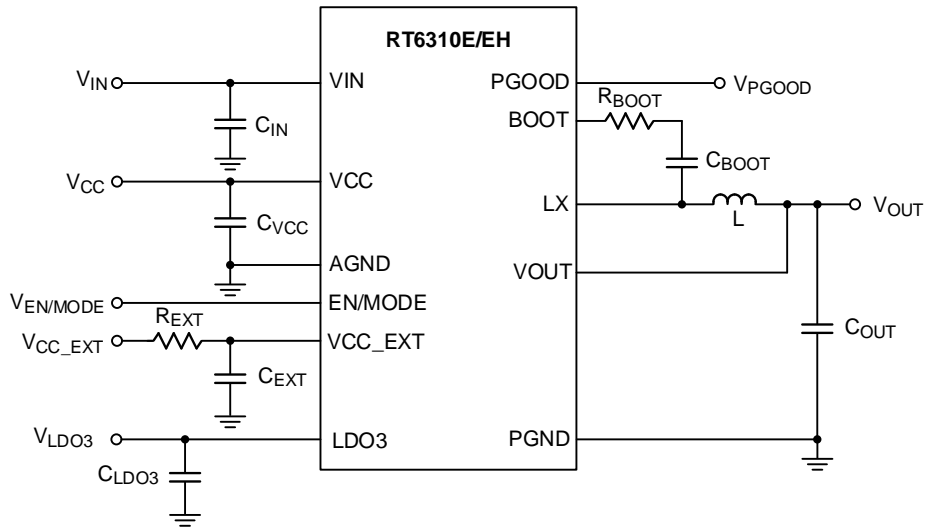 RT6310E/EH
VIN
VIN
CIN
VCC
VCC
CVCC
AGND
VEN/MODE
EN/MODE
REXT
VCC_EXT
VCC_EXT
CEXT
VLDO3
LDO3
CLDO3
PGOOD
VPGOOD
RBOOT
BOOT
CBOOT
LX
L
VOUT
VOUT
COUT
PGND